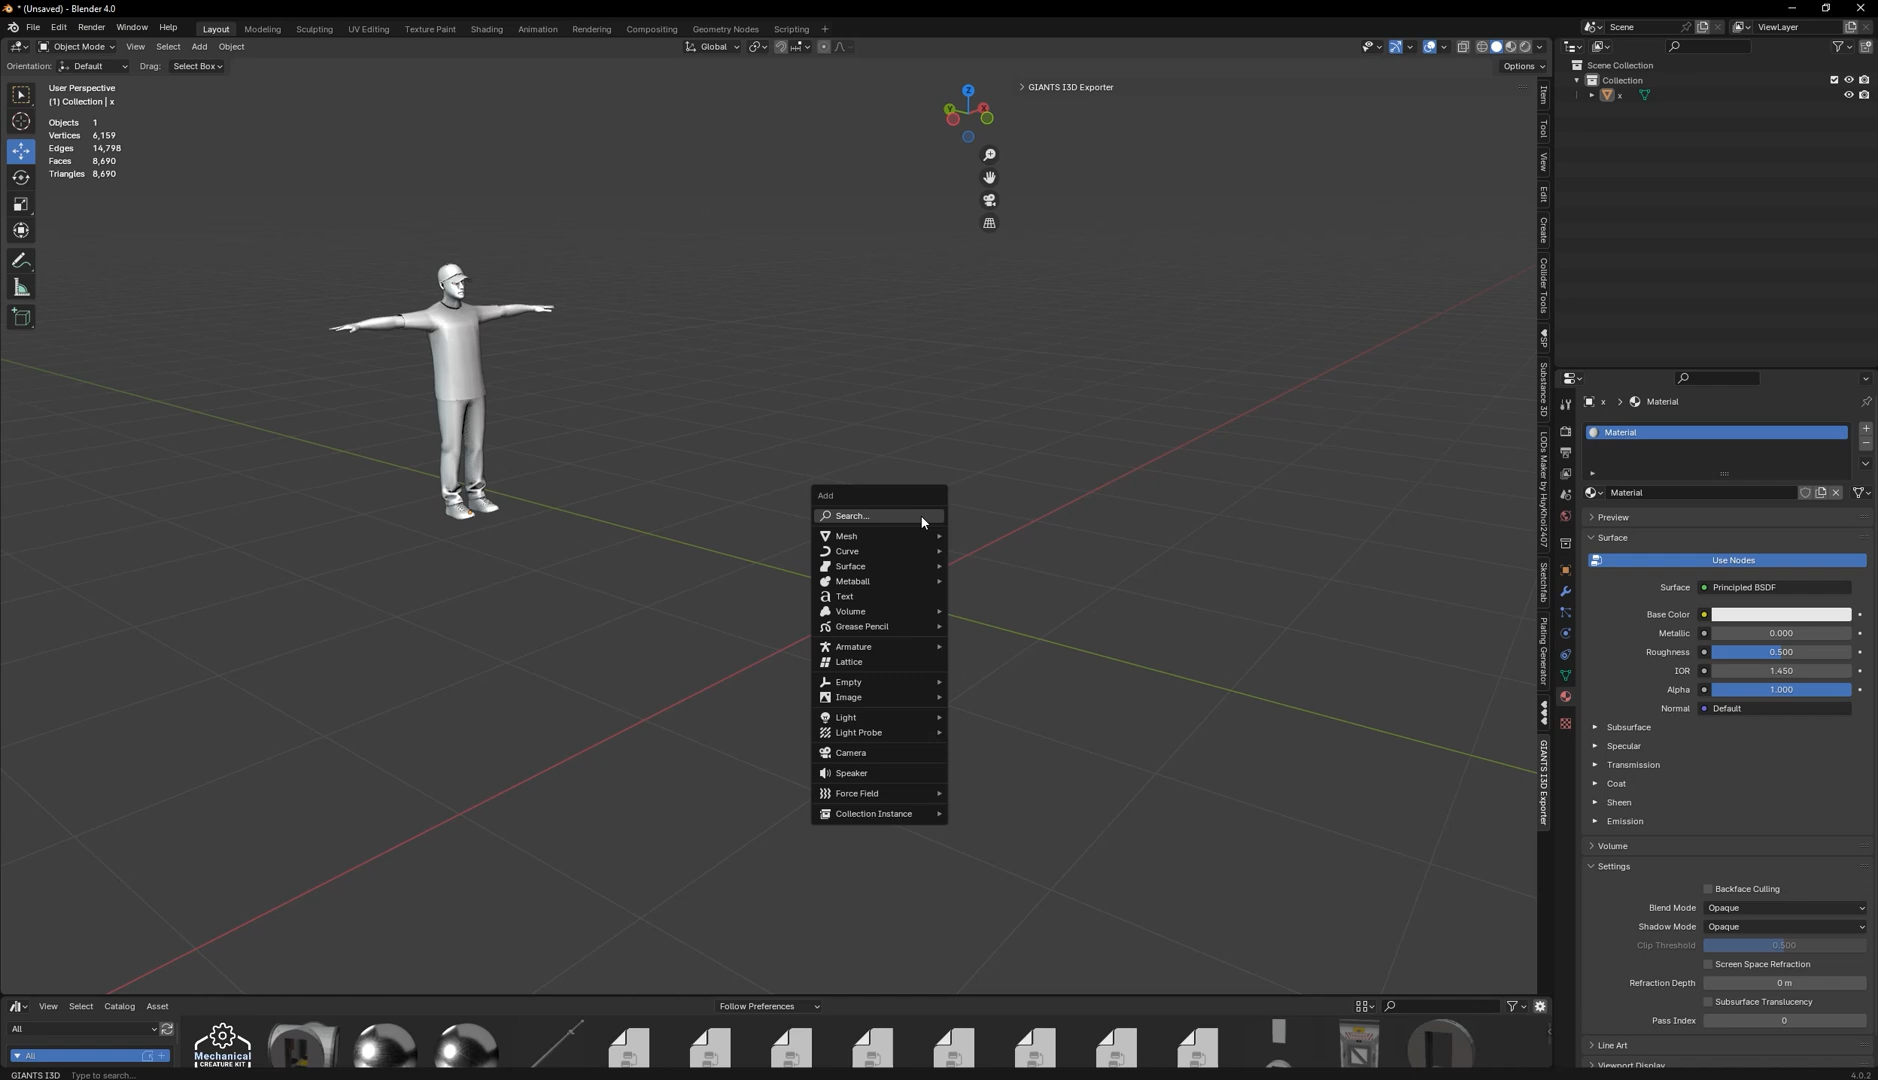 * (Unsaved) - Blender 4.0
File Edit Render Window Help
Layout Modeling Sculpting UV Editing Texture Paint Shading Animation Rendering Compositing Geometry Nodes Scripting +
Scene
ViewLayer
Object Mode View Select Add Object
Global
Orientation: Default Drag: Select Box
Options
User Perspective
(1) Collection | x
Objects 1
Vertices 6,159
Edges 14,798
Faces 8,690
Triangles 8,690
Z
Y
X
GIANTS I3D Exporter
Item
Tool
View
Edit
Create
Collider Tools
SP
Substance 3D
LODs Maker by HuyKhoi2407
Sketchfab
Plating Generator
GIANTS I3D Exporter
Add
Search...
Mesh
Curve
Surface
Metaball
Text
Volume
Grease Pencil
Armature
Lattice
Empty
Image
Light
Light Probe
Camera
Speaker
Force Field
Collection Instance
Scene Collection
Collection
x
x > Material
Material
Material
Preview
Surface
Use Nodes
Surface Principled BSDF
Base Color
Metallic 0.000
Roughness 0.500
IOR 1.450
Alpha 1.000
Normal Default
Subsurface
Specular
Transmission
Coat
Sheen
Emission
Volume
Settings
Backface Culling
Blend Mode Opaque
Shadow Mode Opaque
Clip Threshold 0.500
Screen Space Refraction
Refraction Depth 0 m
Subsurface Translucency
Pass Index 0
Line Art
Viewport Display
View Select Catalog Asset
Follow Preferences
All
All
Mechanical
CREATURE KIT
GIANTS I3D Type to search...
4.0.2